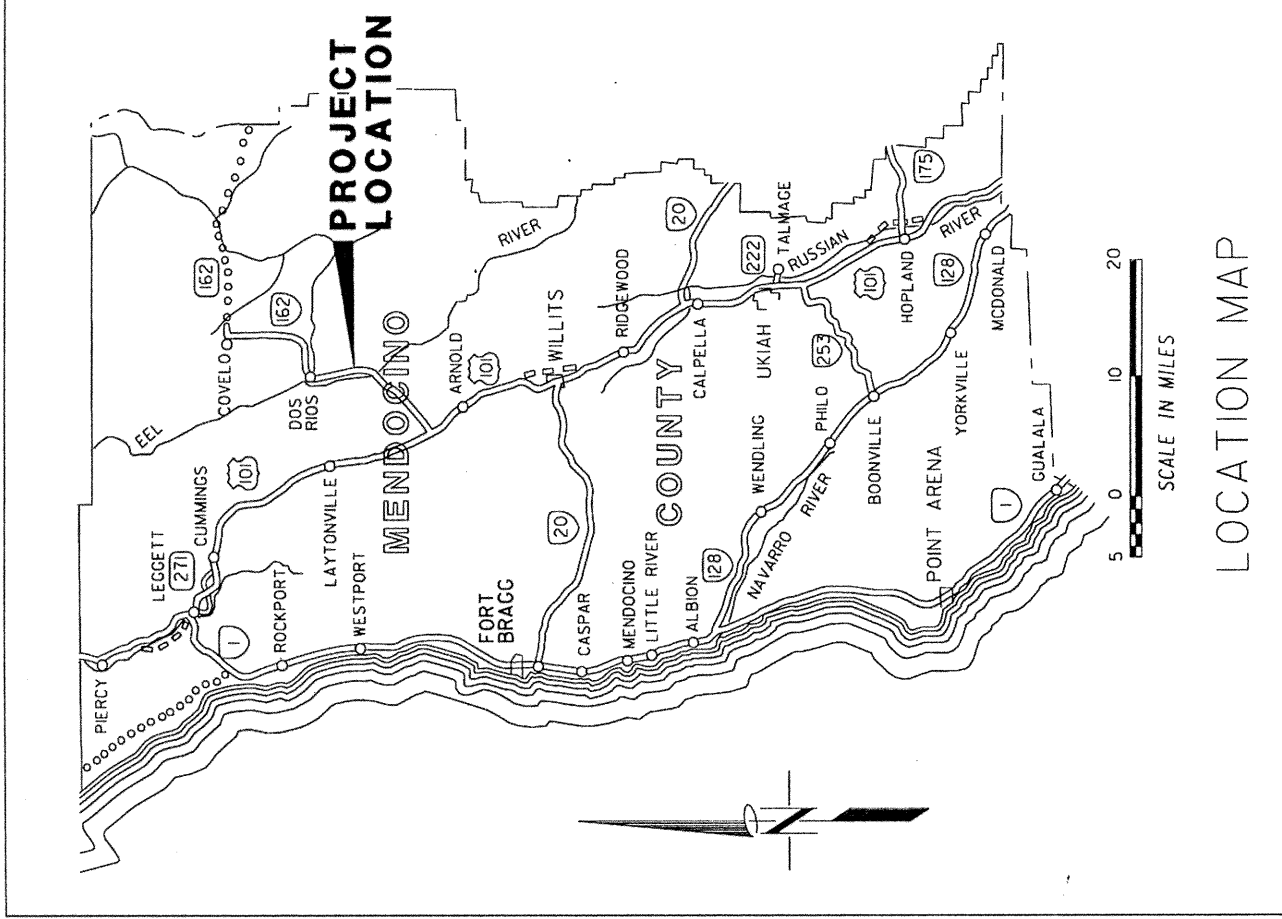 PROJECT
LOCATION
162
162
COVELO
DOS
RIOS
EEL
RIVER
MENDOCINO
COUNTY
PIERCY
LEGGETT
271
CUMMINGS
101
1
ROCKPORT
LAYTONVILLE
WESTPORT
ARNOLD
101
WILLITS
FORT
BRAGG
20
CASPAR
MENDOCINO
LITTLE RIVER
ALBION
RIDGEWOOD
20
CALPELLA
UKIAH
222
TALMAGE
RUSSIAN
RIVER
128
WENDLING
NAVARRO RIVER
PHILO
253
BOONVILLE
101
HOPLAND
175
128
YORKVILLE
MCDONALD
POINT ARENA
1
GUALALA
5 0 10 20
SCALE IN MILES
LOCATION MAP